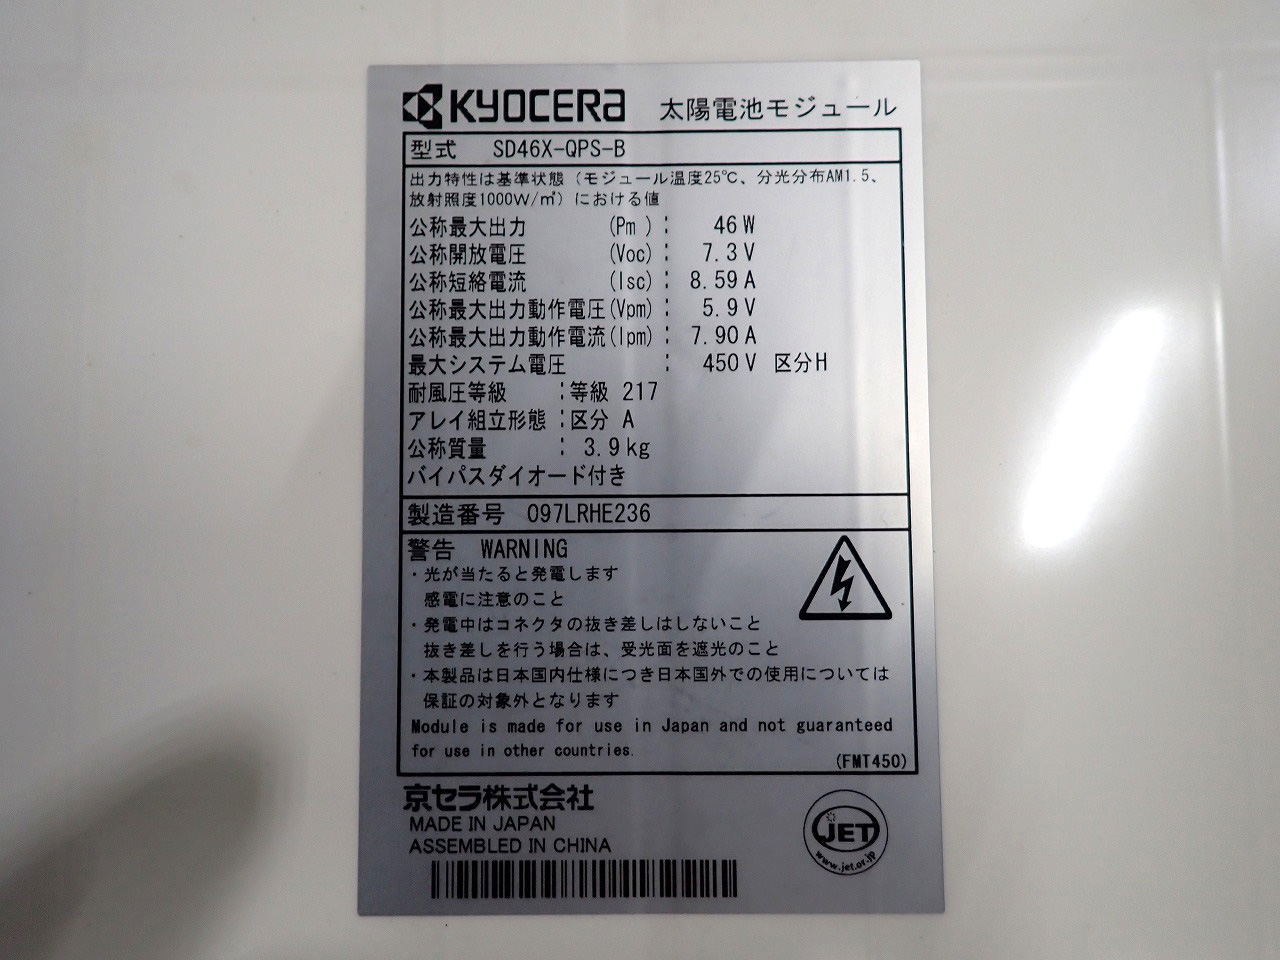 KYOCERA 太陽電池モジュール
型式 SD46X-QPS-B
出力特性は基準状態（モジュール温度25℃、分光分布AM1.5、
放射照度1000W/㎡）における値
公称最大出力 (Pm ): 46W
公称開放電圧 (Voc): 7.3V
公称短絡電流 (Isc): 8.59A
公称最大出力動作電圧(Vpm): 5.9V
公称最大出力動作電流(Ipm): 7.90A
最大システム電圧 : 450V 区分H
耐風圧等級 :等級 217
アレイ組立形態 :区分 A
公称質量 : 3.9kg
バイパスダイオード付き
製造番号 097LRHE236
警告 WARNING
・光が当たると発電します
感電に注意のこと
・発電中はコネクタの抜き差しはしないこと
抜き差しを行う場合は、受光面を遮光のこと
・本製品は日本国内仕様につき日本国外での使用については
保証の対象外となります
Module is made for use in Japan and not guaranteed
for use in other countries.
(FMT450)
京セラ株式会社
MADE IN JAPAN
ASSEMBLED IN CHINA
JET
www.jet.or.jp